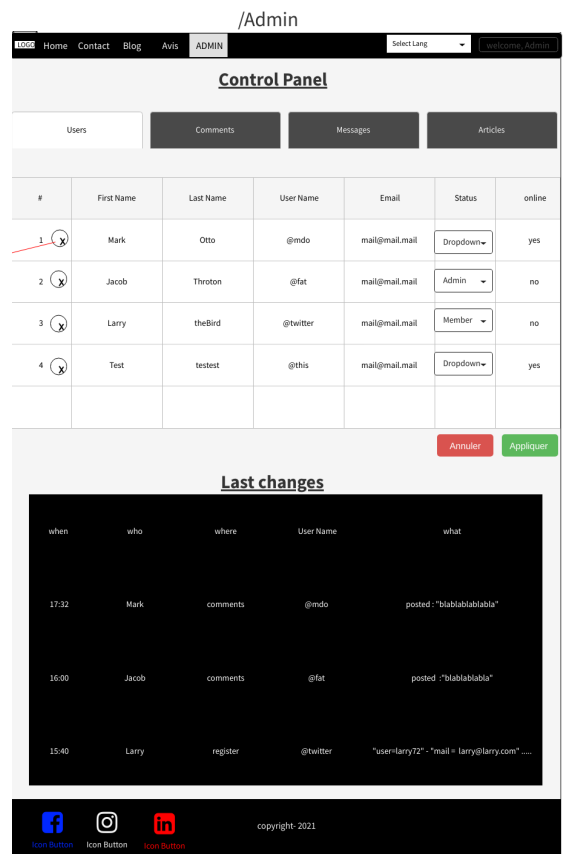 /Admin
LOGO Home Contact Blog Avis ADMIN Select Lang welcome, Admin
Control Panel
Users Comments Messages Articles
# First Name Last Name User Name Email Status online
1 X Mark Otto @mdo mail@mail.mail Dropdown yes
2 X Jacob Throton @fat mail@mail.mail Admin no
3 X Larry theBird @twitter mail@mail.mail Member no
4 X Test testest @this mail@mail.mail Dropdown yes
Annuler Appliquer
Last changes
when who where User Name what
17:32 Mark comments @mdo posted : "blablablablabla"
16:00 Jacob comments @fat posted :"blablablabla"
15:40 Larry register @twitter "user=larry72" - "mail = larry@larry.com" .....
copyright- 2021
Icon Button Icon Button Icon Button